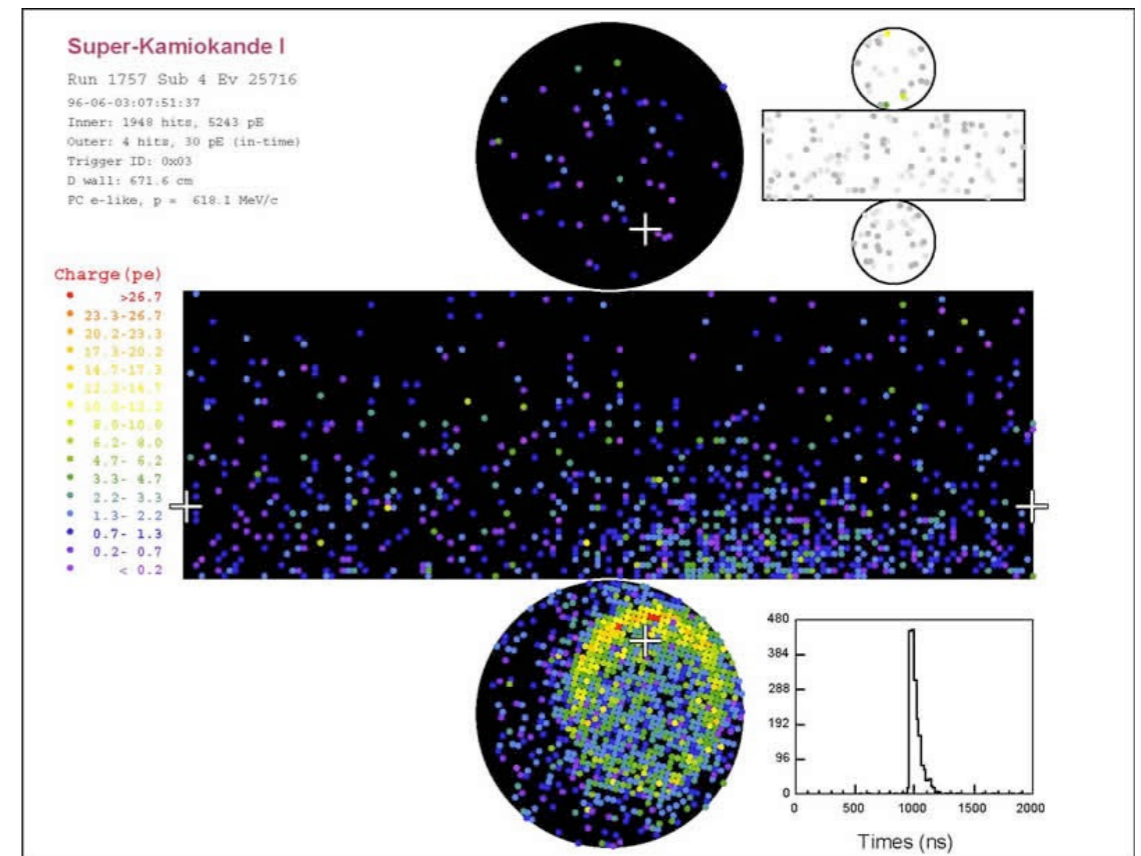 Super-Kamiokande I
Run 1757 Sub 4 Ev 25716
96-06-03:07:51:37
Inner: 1948 hits, 5243 pE
Outer: 4 hits, 30 pE (in-time)
Trigger ID: 0x03
D wall: 671.6 cm
FC e-like, p = 618.1 MeV/c
Charge(pe)
>26.7
23.3-26.7
20.2-23.3
17.3-20.2
14.7-17.3
12.2-14.7
10.0-12.2
8.0-10.0
6.2- 8.0
4.7- 6.2
3.3- 4.7
2.2- 3.3
1.3- 2.2
0.7- 1.3
0.2- 0.7
< 0.2
480
384
288
192
96
0
0 500 1000 1500 2000
Times (ns)